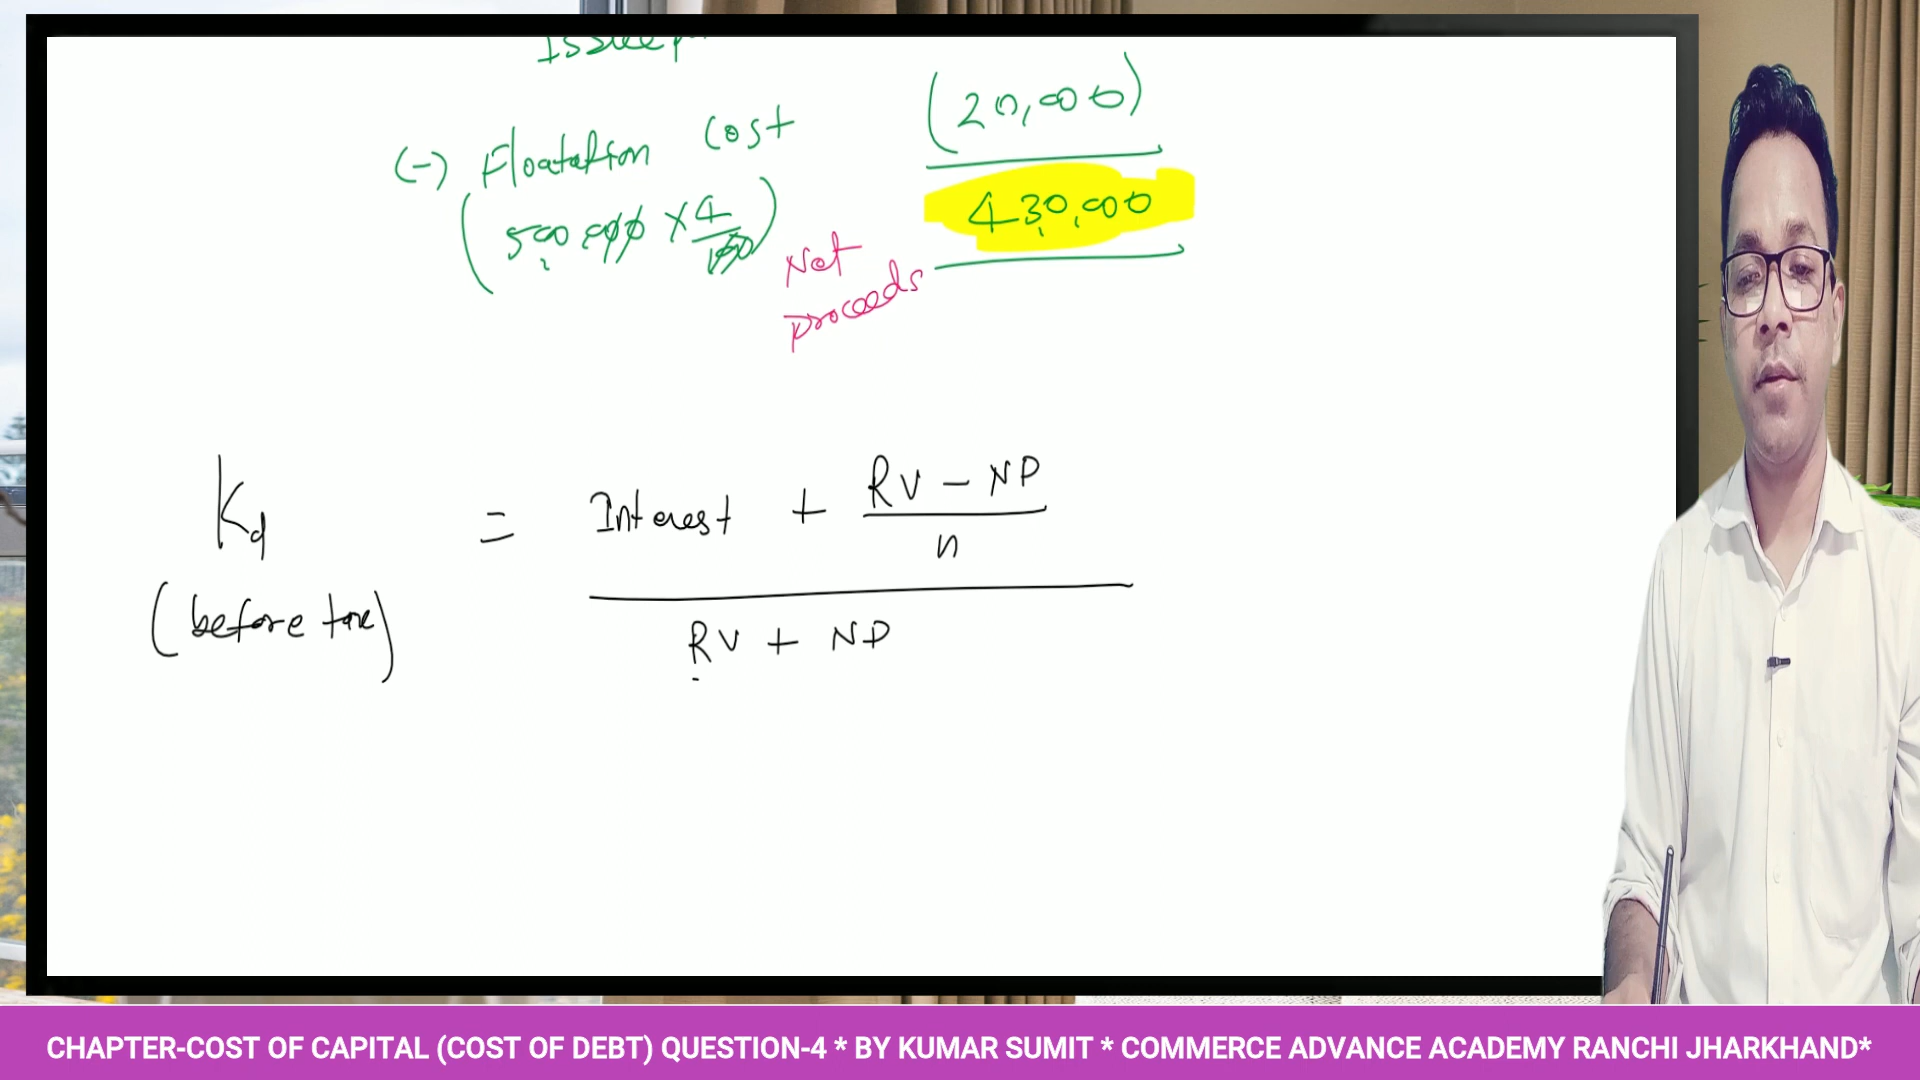 (-) Floatation Cost (20,000)
(500,000 × 4/100) 430,000
Net
proceeds
Kd = Interest + RV - NP
n
(before tax)
RV + NP
CHAPTER-COST OF CAPITAL (COST OF DEBT) QUESTION-4 * BY KUMAR SUMIT * COMMERCE ADVANCE ACADEMY RANCHI JHARKHAND*